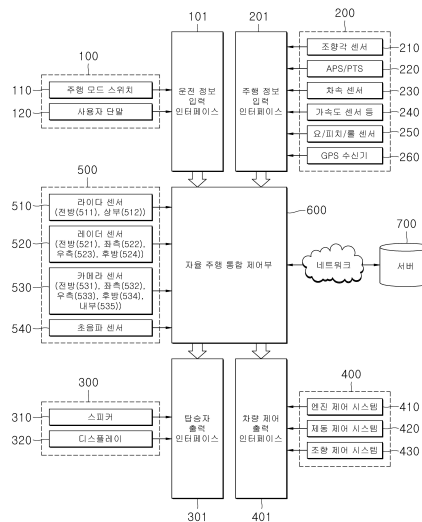 101
201
200
100
110
주행 모드 스위치
120
사용자 단말
운전 정보
입력
인터페이스
주행 정보
입력
인터페이스
조향각 센서
210
APS/PTS
220
차속 센서
230
가속도 센서 등
240
요/피치/롤 센서
250
GPS 수신기
260
500
510
라이다 센서
(전방(511), 상부(512))
520
레이더 센서
(전방(521), 좌측(522),
우측(523), 후방(524))
530
카메라 센서
(전방(531), 좌측(532),
우측(533), 후방(534),
내부(535))
540
초음파 센서
600
자율 주행 통합 제어부
네트워크
700
서버
300
310
스피커
320
디스플레이
탑승자
출력
인터페이스
차량 제어
출력
인터페이스
400
엔진 제어 시스템
410
제동 제어 시스템
420
조향 제어 시스템
430
301
401